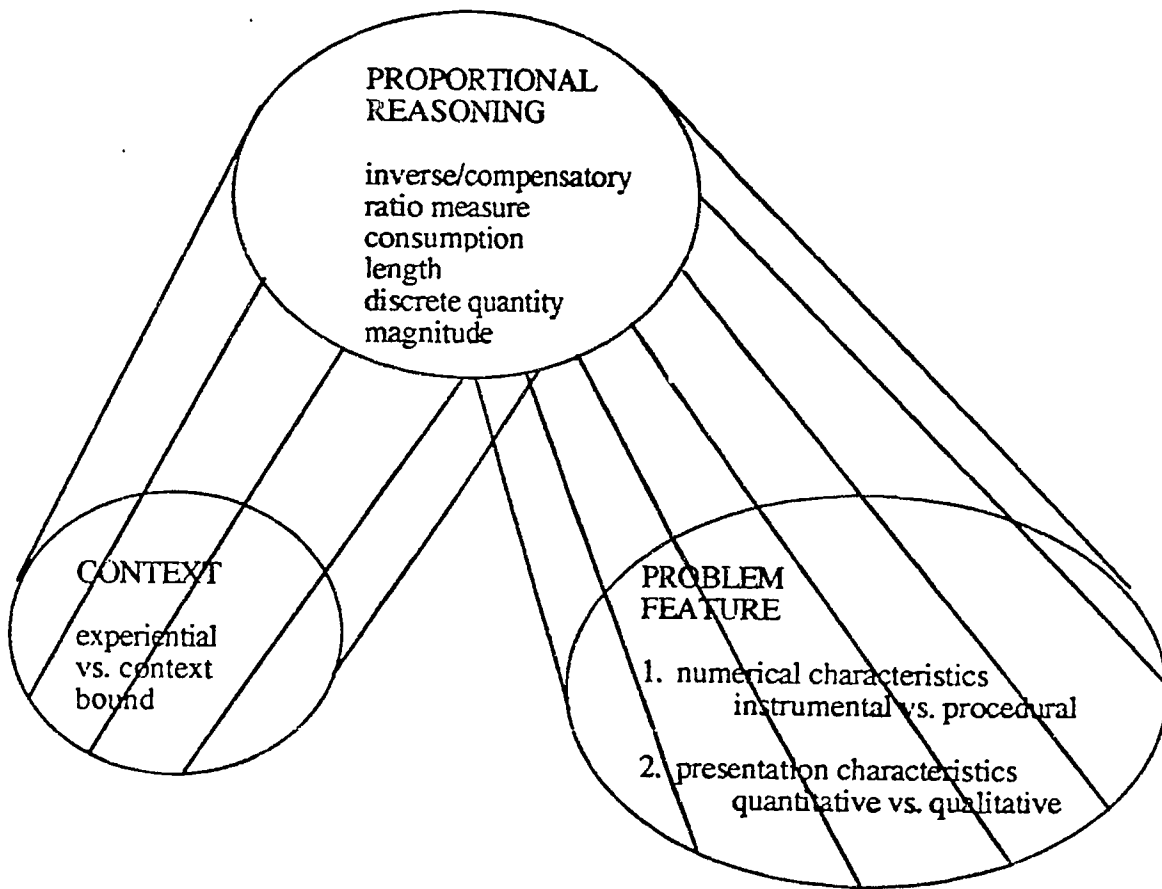 PROPORTIONAL
REASONING
inverse/compensatory
ratio measure
consumption
length
discrete quantity
magnitude
CONTEXT
experiential
vs. context
bound
PROBLEM
FEATURE
1. numerical characteristics
instrumental vs. procedural
2. presentation characteristics
quantitative vs. qualitative